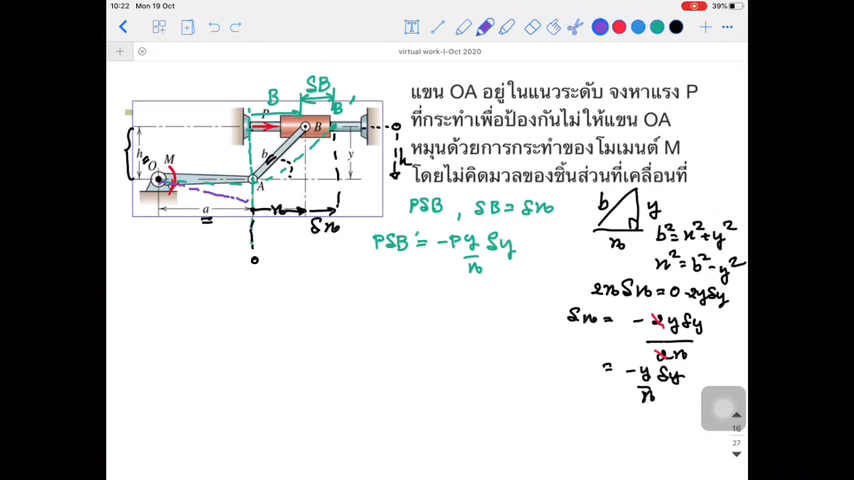 10:22 Mon 19 Oct
39%
virtual work-I-Oct 2020
แขน OA อยู่ในแนวระดับ จงหาแรง P
ที่กระทำเพื่อป้องกันไม่ให้แขน OA
หมุนด้วยการกระทำของโมเมนต์ M
โดยไม่คิดมวลของชิ้นส่วนที่เคลื่อนที่
B
SB
B'
P
B
h
b
y
h
O
M
A
a
x
δx
o
PδB , δB = δx
PδB = -P y/x δy
b
y
x
b² = x² + y²
x² = b² - y²
2xδx = 0 - 2yδy
δx = - 2yδy
2x
= -y/x δy
16
27